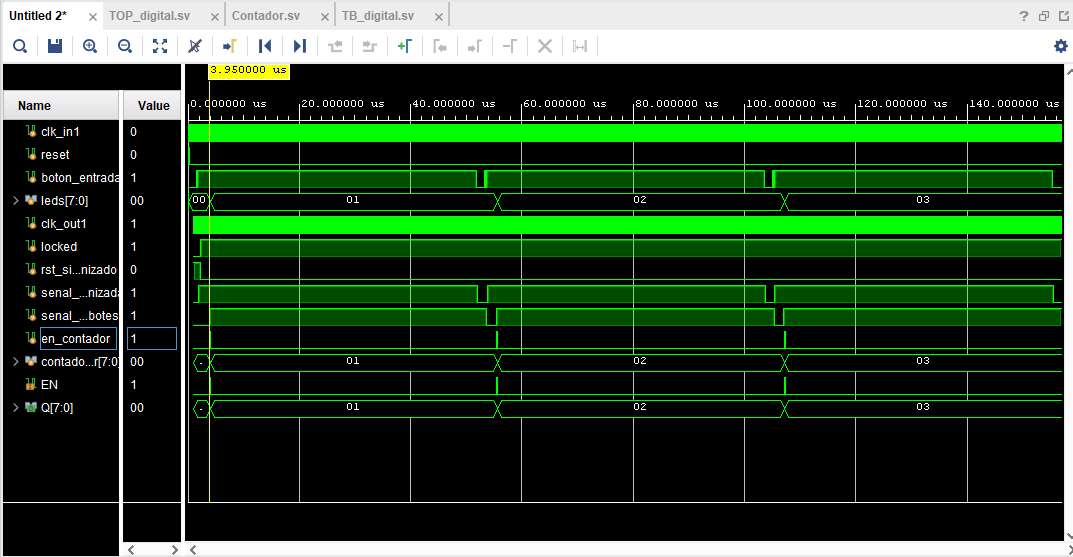 Untitled 2* TOP_digital.sv Contador.sv TB_digital.sv
3.950000 us
Name Value 0.000000 us 20.000000 us 40.000000 us 60.000000 us 80.000000 us 100.000000 us 120.000000 us 140.000000 us
clk_in1 0
reset 0
boton_entrada 1
leds[7:0] 00 00 01 02 03
clk_out1 1
locked 1
rst_si...nizado 0
senal_...nizada 1
senal_...botes 1
en_contador 1
contado...r[7:0] 00 . 01 02 03
EN 1
Q[7:0] 00 . 01 02 03